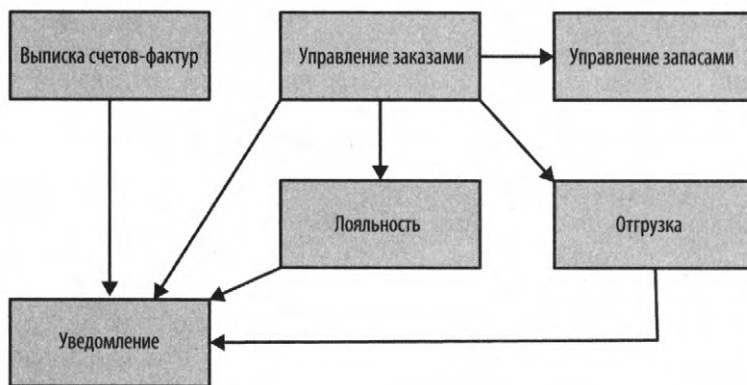 Выписка счетов-фактур
Управление заказами
Управление запасами
Лояльность
Отгрузка
Уведомление